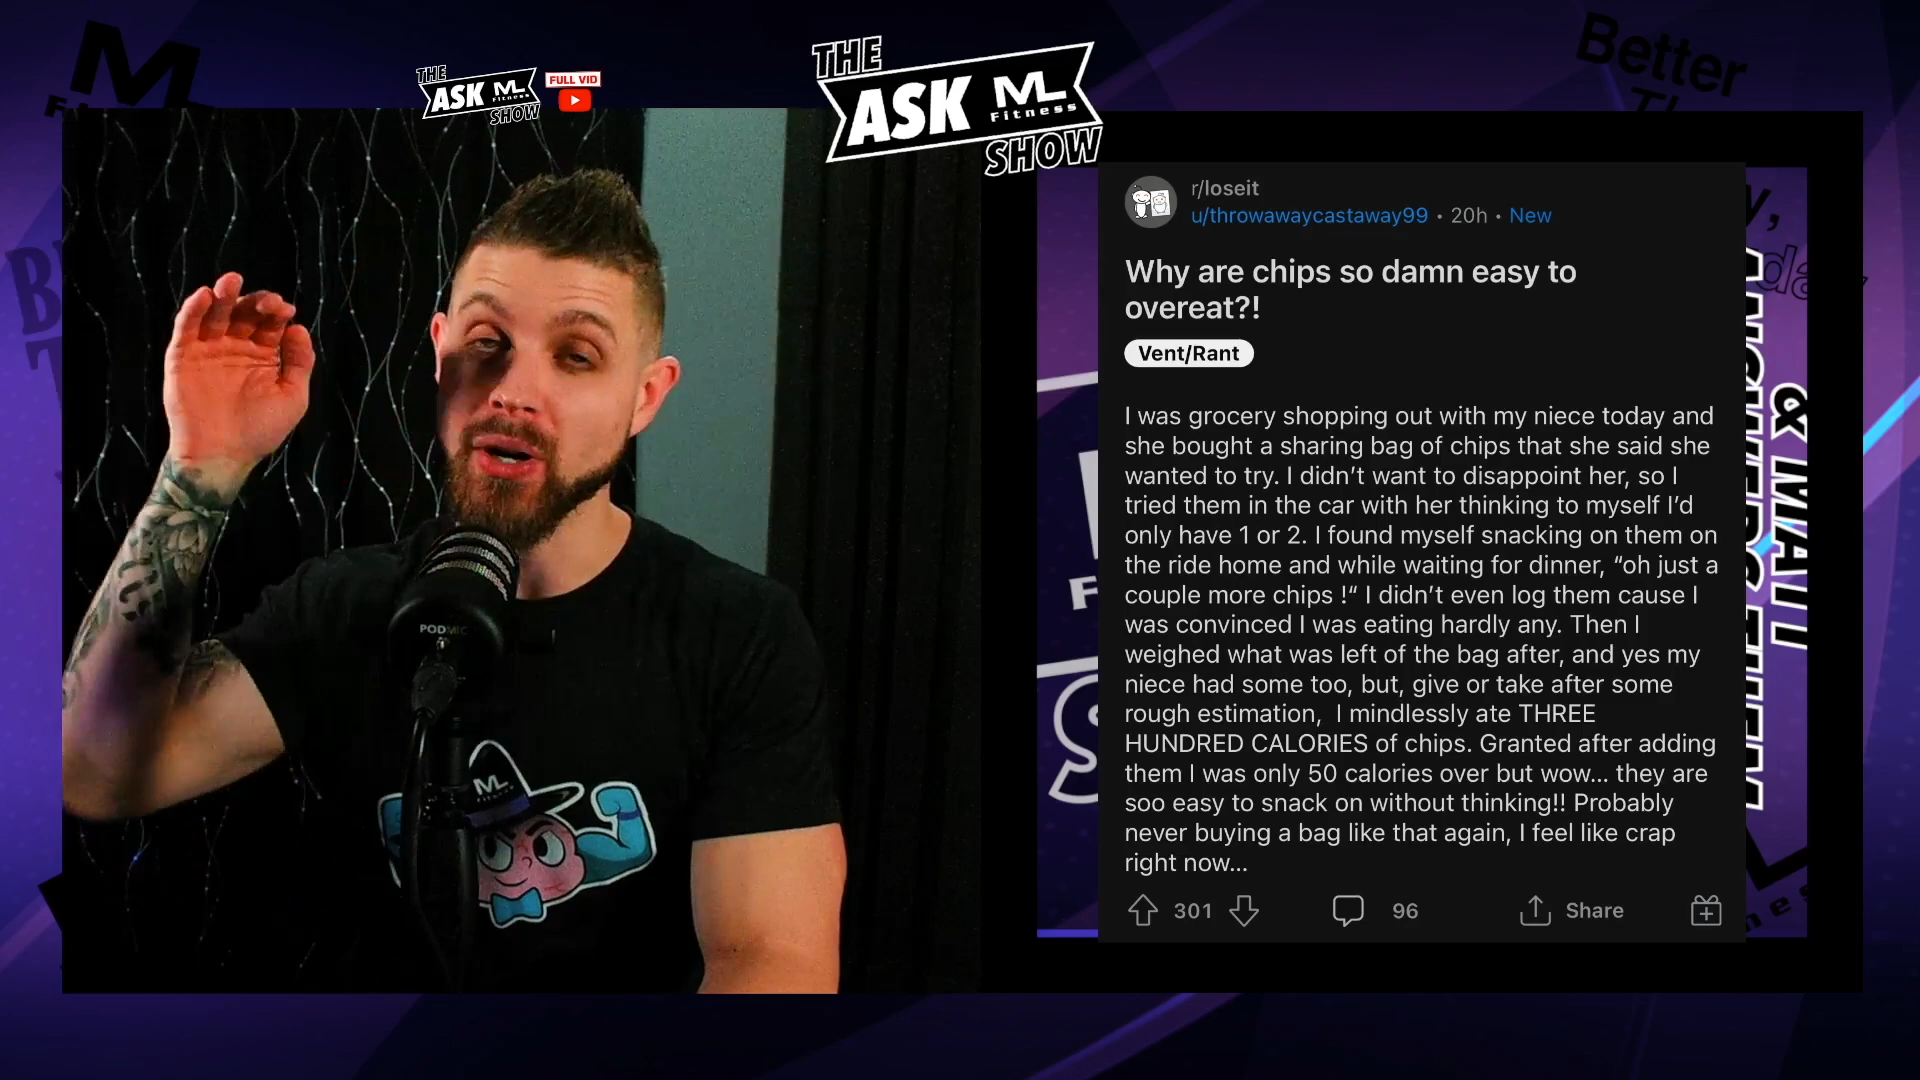 THE
ASK ML
Fitness
SHOW
FULL VID
THE
ASK ML
Fitness
SHOW
Better
r/loseit
u/throwawaycastaway99 • 20h • New
Why are chips so damn easy to
overeat?!
Vent/Rant
I was grocery shopping out with my niece today and
she bought a sharing bag of chips that she said she
wanted to try. I didn’t want to disappoint her, so I
tried them in the car with her thinking to myself I’d
only have 1 or 2. I found myself snacking on them on
the ride home and while waiting for dinner, “oh just a
couple more chips !“ I didn’t even log them cause I
was convinced I was eating hardly any. Then I
weighed what was left of the bag after, and yes my
niece had some too, but, give or take after some
rough estimation,  I mindlessly ate THREE
HUNDRED CALORIES of chips. Granted after adding
them I was only 50 calories over but wow... they are
soo easy to snack on without thinking!! Probably
never buying a bag like that again, I feel like crap
right now...
301
96
Share
PODMIC
ML
Fitness
& MATT